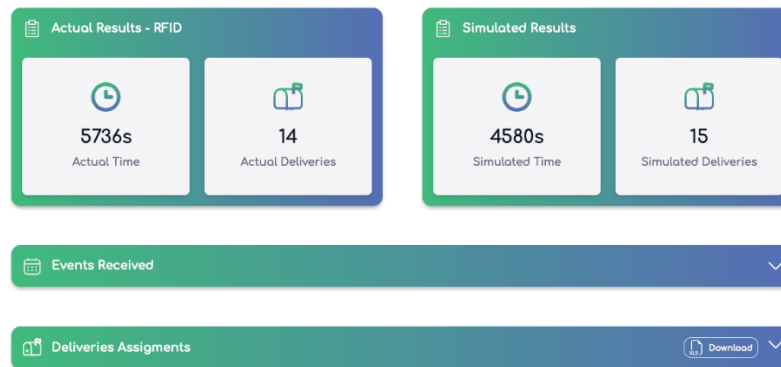 Actual Results - RFID
5736s
Actual Time
14
Actual Deliveries
Simulated Results
4580s
Simulated Time
15
Simulated Deliveries
Events Received
Deliveries Assigments
XLS
Download